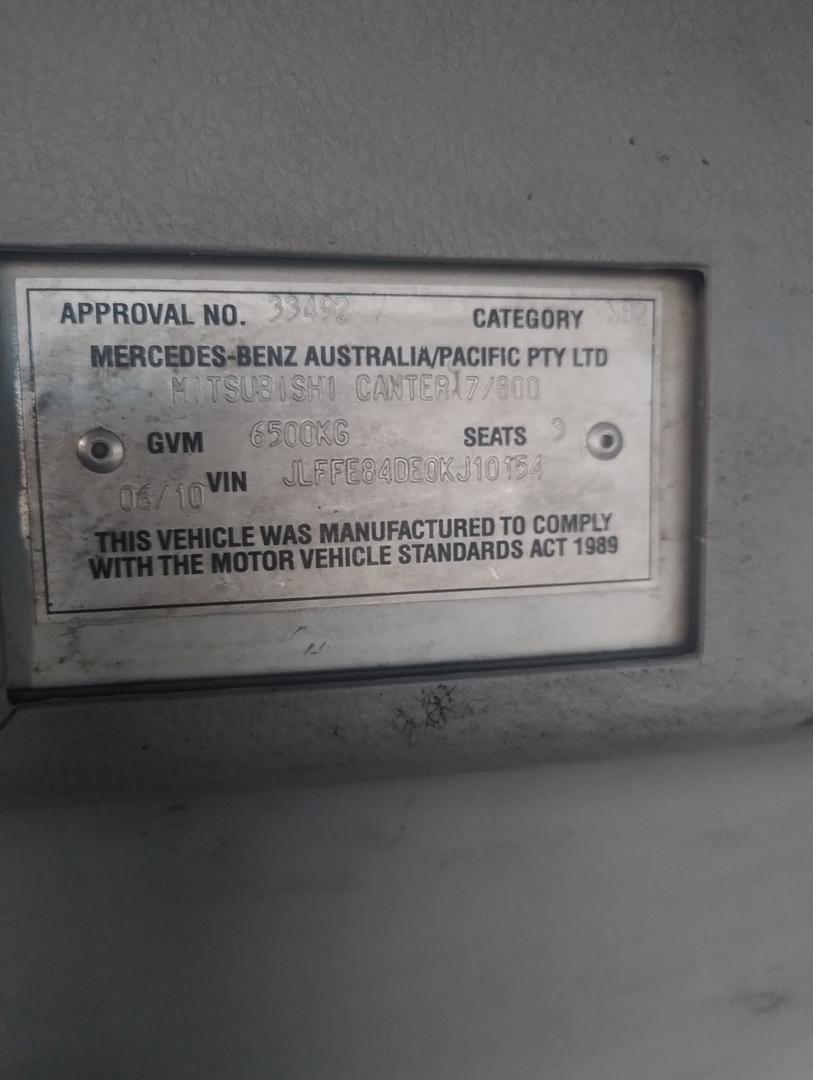 APPROVAL NO. 33492 CATEGORY NB2
MERCEDES-BENZ AUSTRALIA/PACIFIC PTY LTD
MITSUBISHI CANTER 7/800
GVM 6500KG SEATS 3
06/10 VIN JLFFE84DE0KJ10154
THIS VEHICLE WAS MANUFACTURED TO COMPLY
WITH THE MOTOR VEHICLE STANDARDS ACT 1989